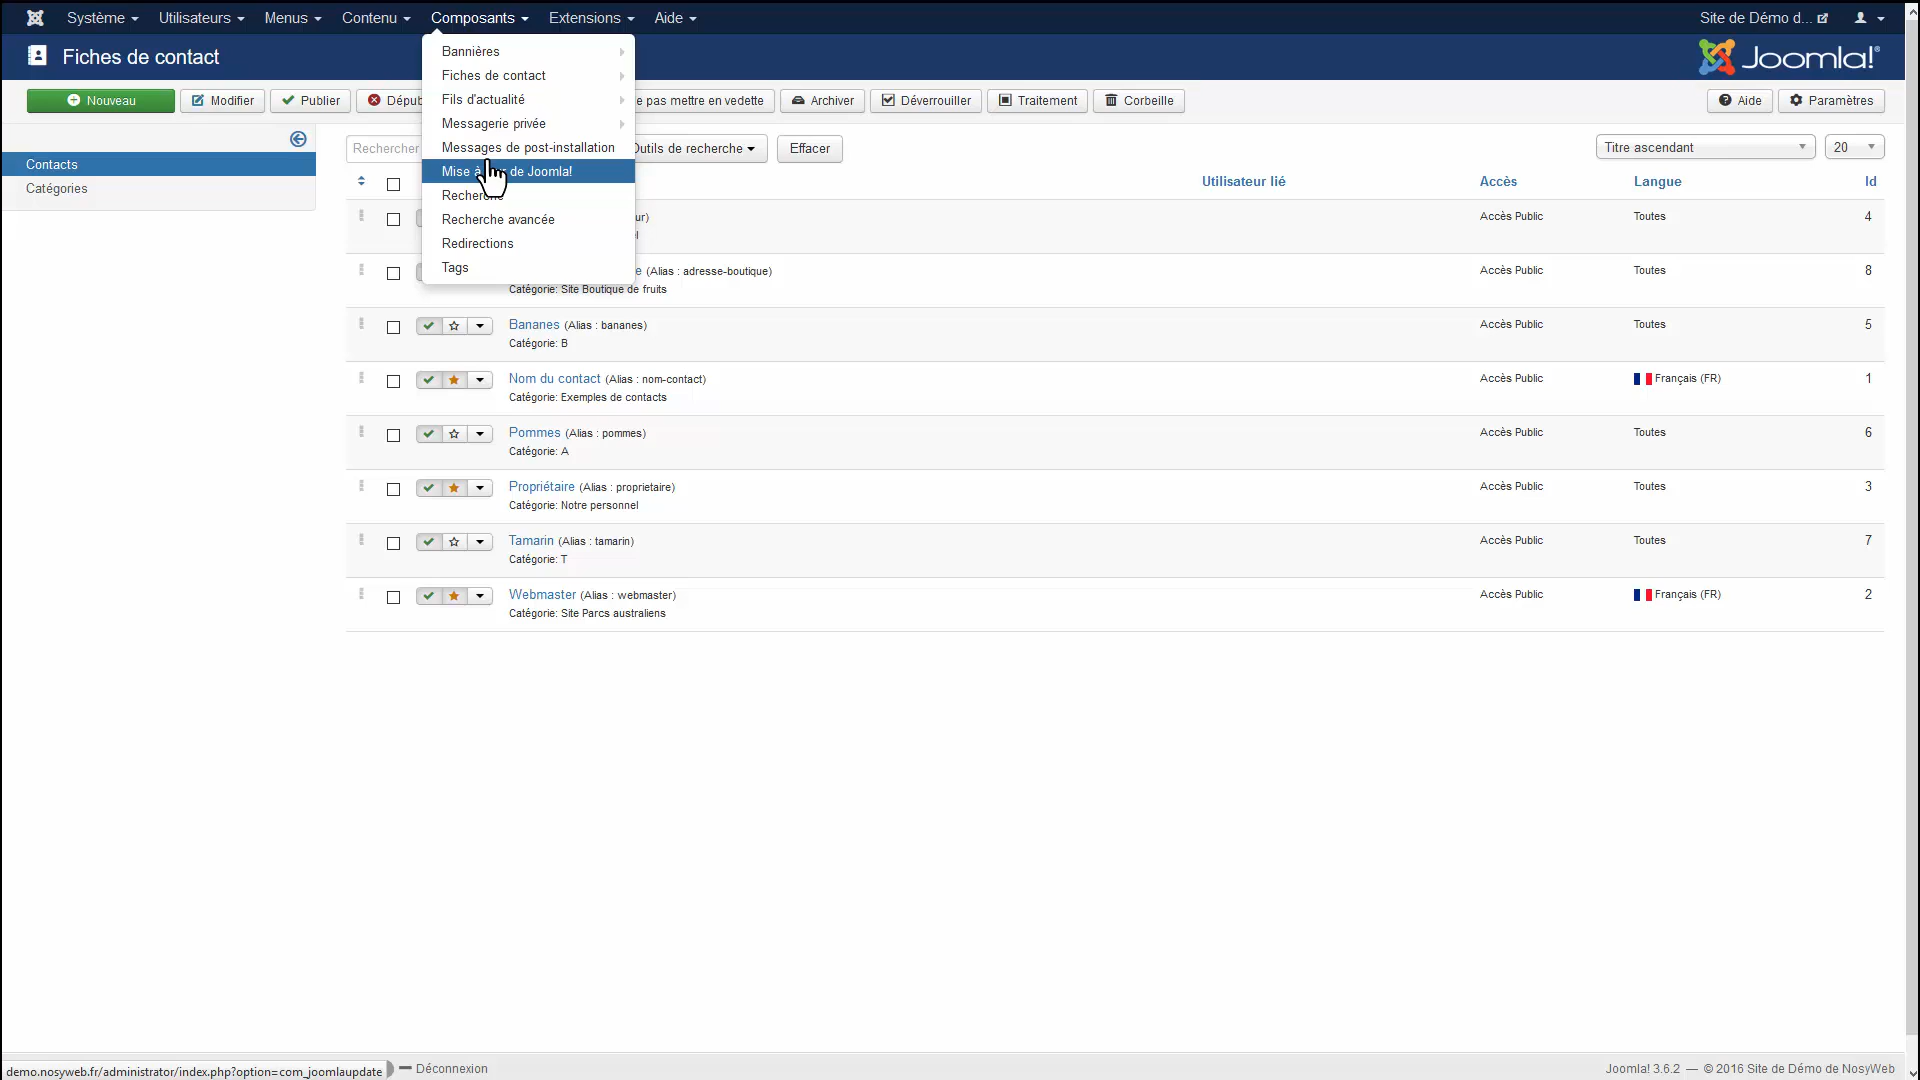 Système Utilisateurs Menus Contenu Composants Extensions Aide Site de Démo d...
Fiches de contact
Joomla!®
Nouveau Modifier Publier Dépub e pas mettre en vedette Archiver Déverrouiller Traitement Corbeille Aide Paramètres
Bannières
Fiches de contact
Fils d'actualité
Messagerie privée
Messages de post-installation
Mise à de Joomla!
Recherche
Recherche avancée
Redirections
Tags
Contacts
Catégories
Rechercher Outils de recherche Effacer Titre ascendant 20
Utilisateur lié Accès Langue Id
ur) Accès Public Toutes 4
l
e (Alias : adresse-boutique) Accès Public Toutes 8
Catégorie: Site Boutique de fruits
Bananes (Alias : bananes) Accès Public Toutes 5
Catégorie: B
Nom du contact (Alias : nom-contact) Accès Public Français (FR) 1
Catégorie: Exemples de contacts
Pommes (Alias : pommes) Accès Public Toutes 6
Catégorie: A
Propriétaire (Alias : proprietaire) Accès Public Toutes 3
Catégorie: Notre personnel
Tamarin (Alias : tamarin) Accès Public Toutes 7
Catégorie: T
Webmaster (Alias : webmaster) Accès Public Français (FR) 2
Catégorie: Site Parcs australiens
demo.nosyweb.fr/administrator/index.php?option=com_joomlaupdate Déconnexion Joomla! 3.6.2 — © 2016 Site de Démo de NosyWeb